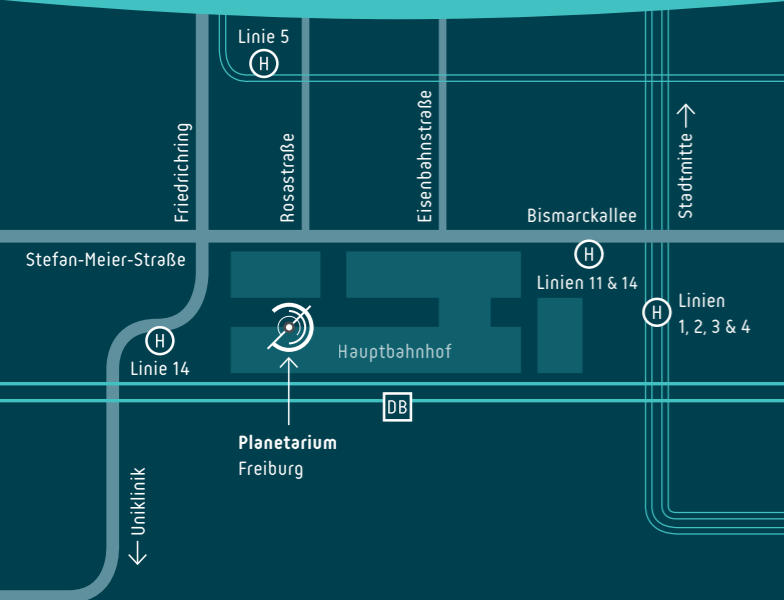 Linie 5
H
Friedrichring
Rosastraße
Eisenbahnstraße
Stadtmitte
Bismarckallee
Stefan-Meier-Straße
H
Linien 11 & 14
H
Linien
1, 2, 3 & 4
H
Linie 14
Hauptbahnhof
DB
Planetarium
Freiburg
Uniklinik